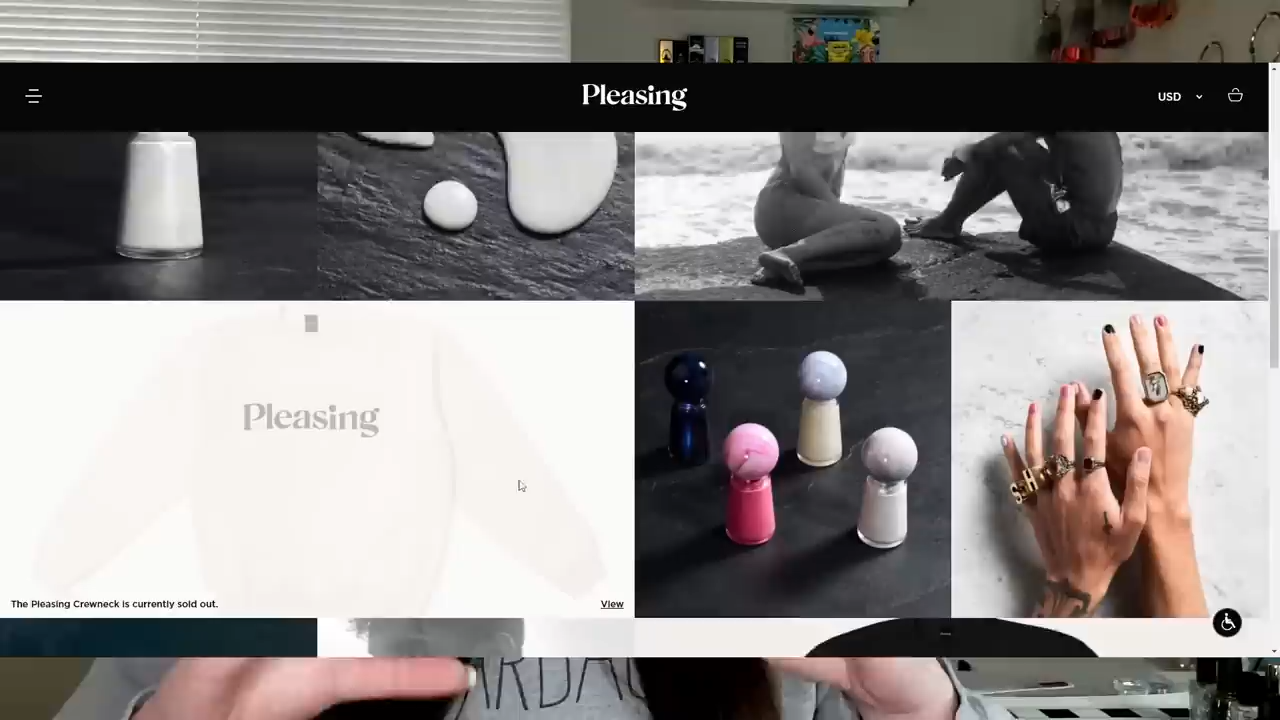 Pleasing
USD
Pleasing
The Pleasing Crewneck is currently sold out.
View